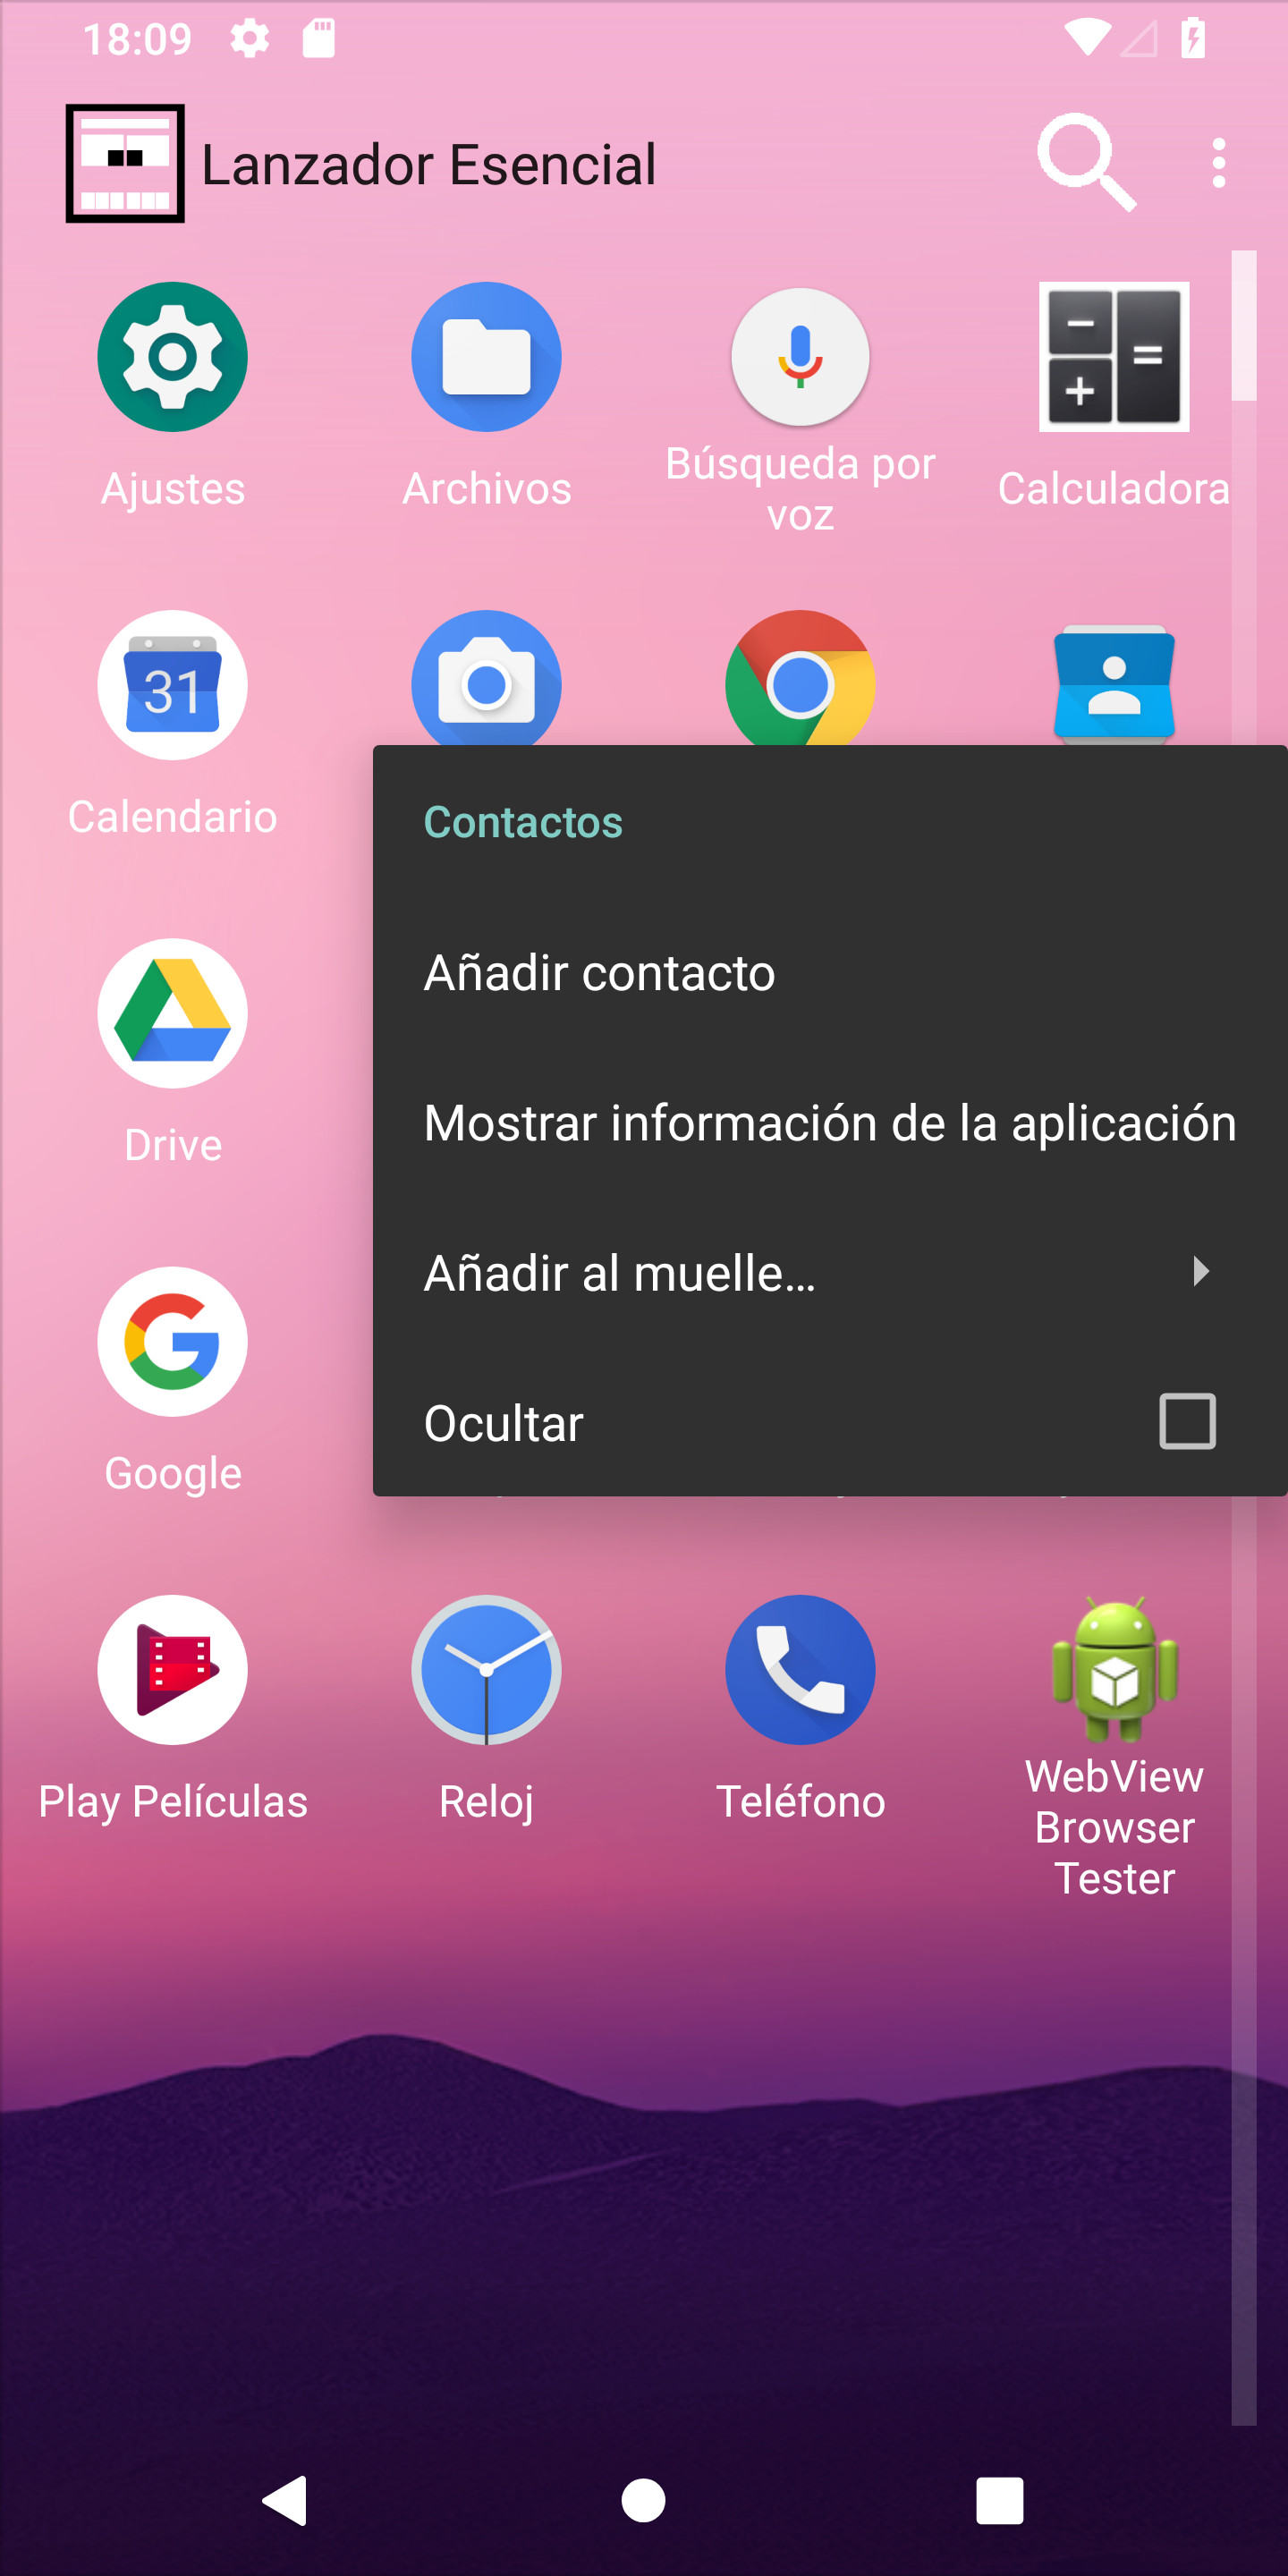 18:09
Lanzador Esencial
Ajustes
Archivos
Búsqueda por
voz
Calculadora
31
Calendario
Contactos
Añadir contacto
Mostrar información de la aplicación
Añadir al muelle...
Ocultar
Drive
Google
Play Películas
Reloj
Teléfono
WebView
Browser
Tester